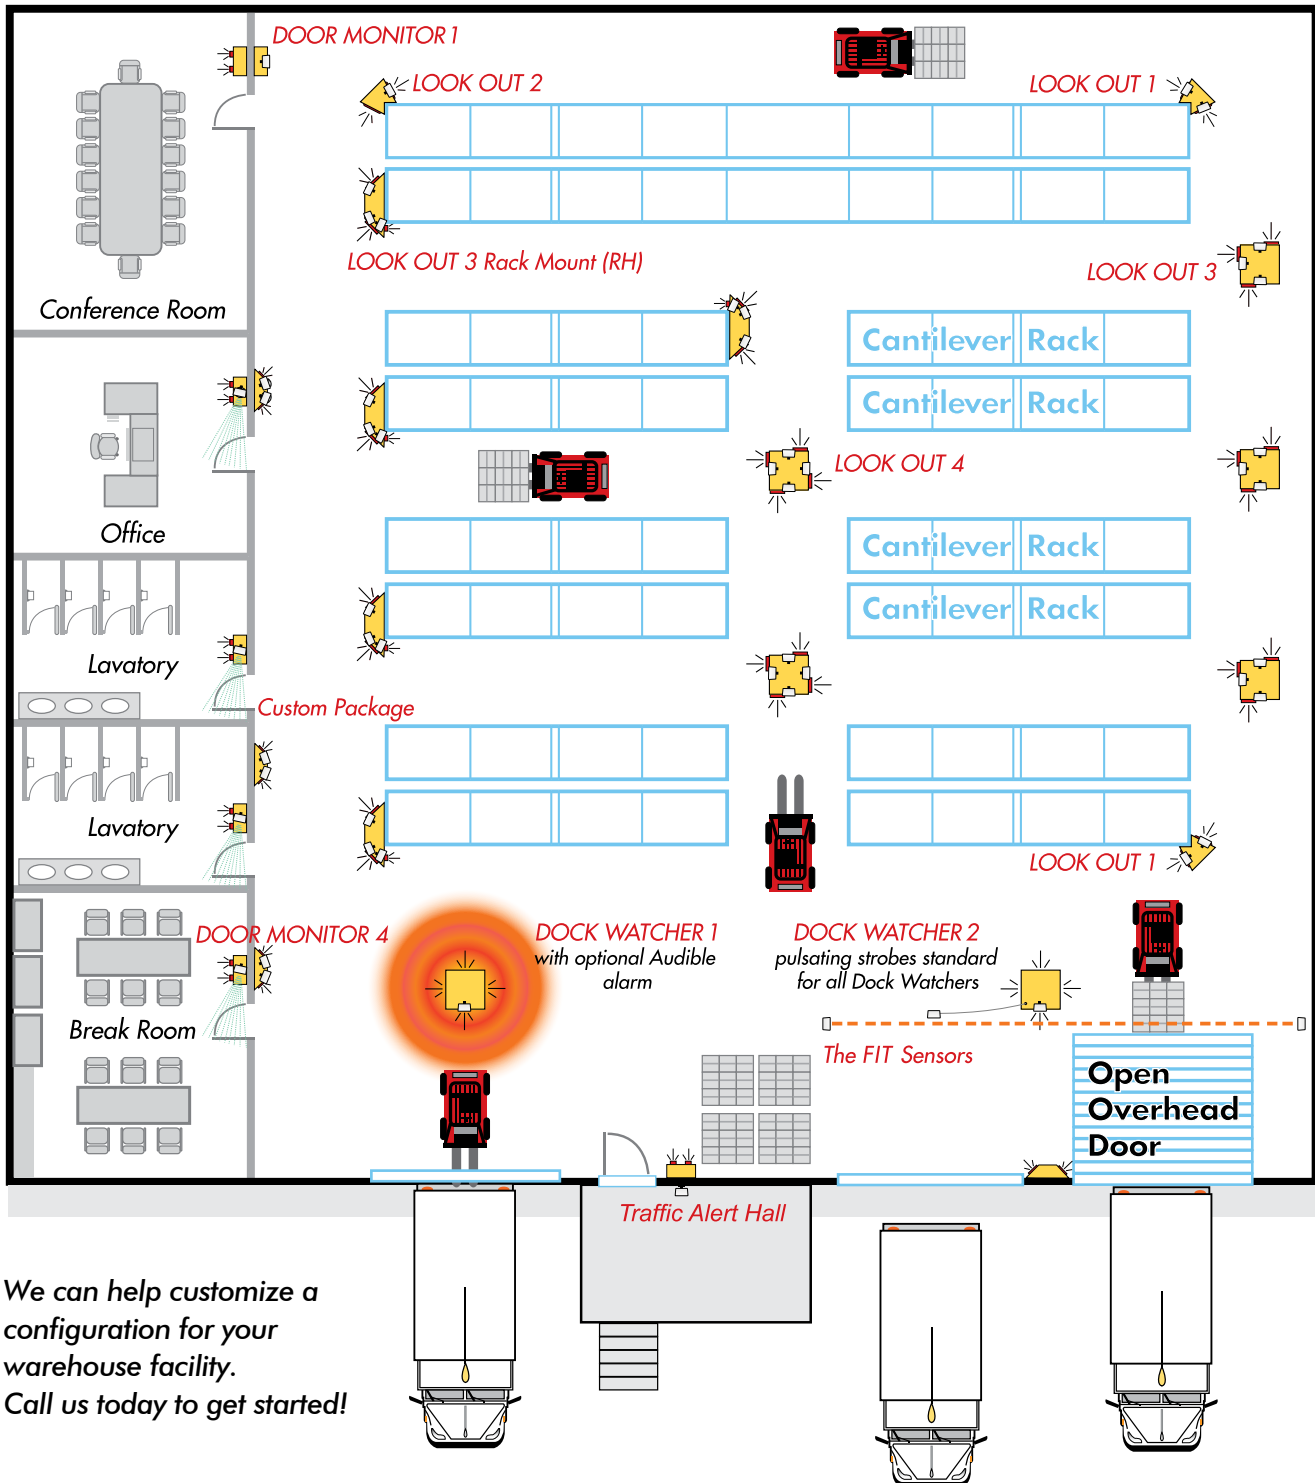 DOOR MONITOR 1
LOOK OUT 2
LOOK OUT 1
LOOK OUT 3 Rack Mount (RH)
LOOK OUT 3
Conference Room
Cantilever Rack
Cantilever Rack
LOOK OUT 4
Office
Cantilever Rack
Cantilever Rack
Lavatory
Custom Package
Lavatory
LOOK OUT 1
DOOR MONITOR 4
DOCK WATCHER 1
with optional Audible
alarm
DOCK WATCHER 2
pulsating strobes standard
for all Dock Watchers
Break Room
The FIT Sensors
Open
Overhead
Door
Traffic Alert Hall
We can help customize a
configuration for your
warehouse facility.
Call us today to get started!